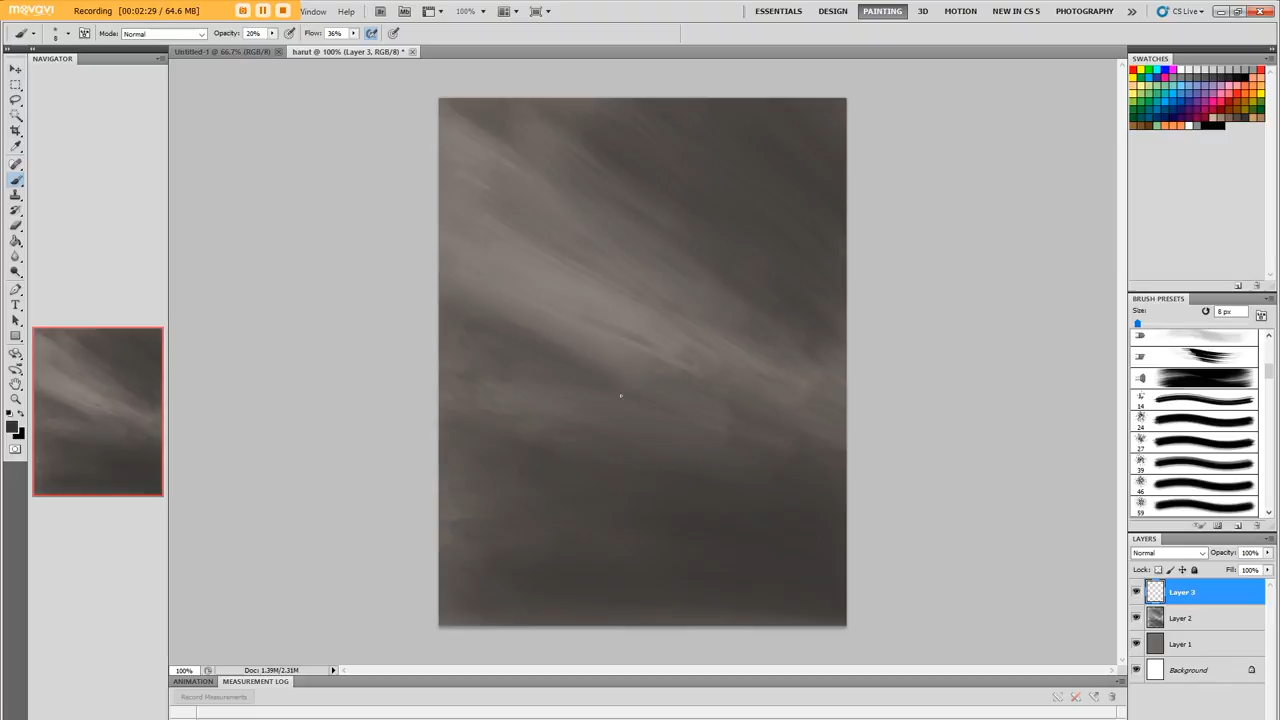 movavi Recording [00:02:29 / 64.6 MB] Window Help 100% ESSENTIALS DESIGN PAINTING 3D MOTION NEW IN CS 5 PHOTOGRAPHY CS Live
8 Mode: Normal Opacity: 20% Flow: 36%
NAVIGATOR
Untitled-1 @ 66.7% (RGB/8) harut @ 100% (Layer 3, RGB/8) *
SWATCHES
BRUSH PRESETS
Size: 8 px
14
24
27
39
46
59
LAYERS
Normal Opacity: 100%
Lock: Fill: 100%
Layer 3
Layer 2
Layer 1
Background
100% Doc: 1.39M/2.31M
ANIMATION MEASUREMENT LOG
Record Measurements